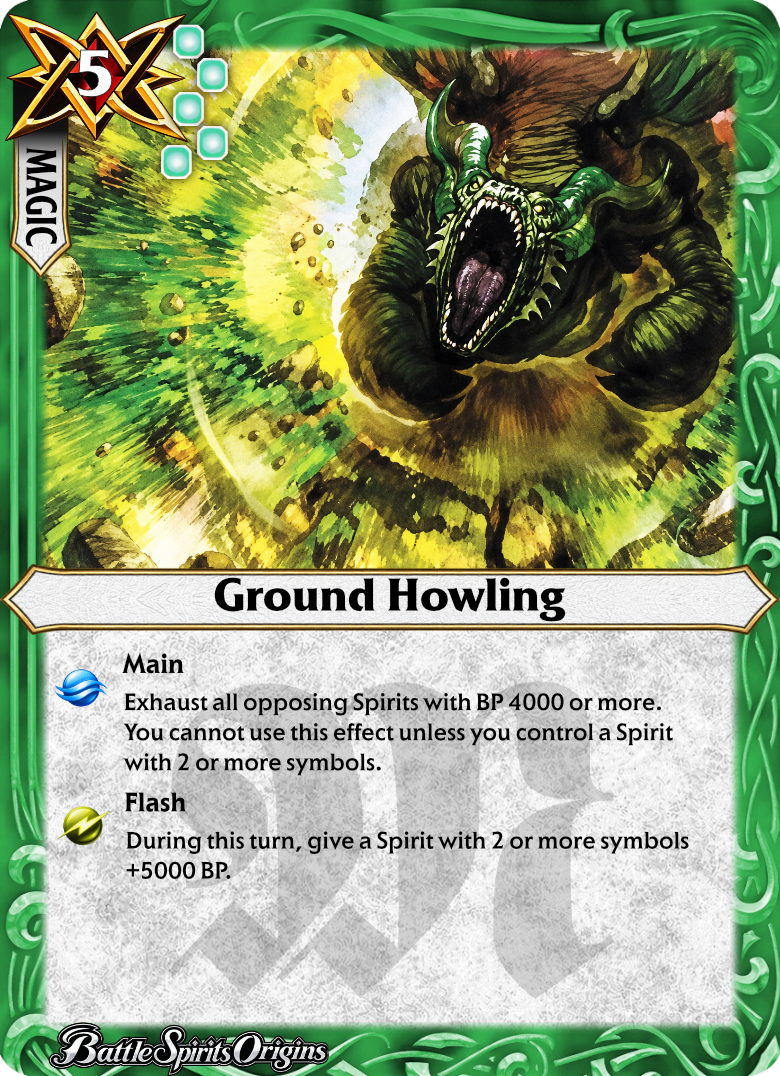 5
MAGIC
Ground Howling
Main
Exhaust all opposing Spirits with BP 4000 or more.
You cannot use this effect unless you control a Spirit
with 2 or more symbols.
Flash
During this turn, give a Spirit with 2 or more symbols
+5000 BP.
M
Battle Spirits Origins